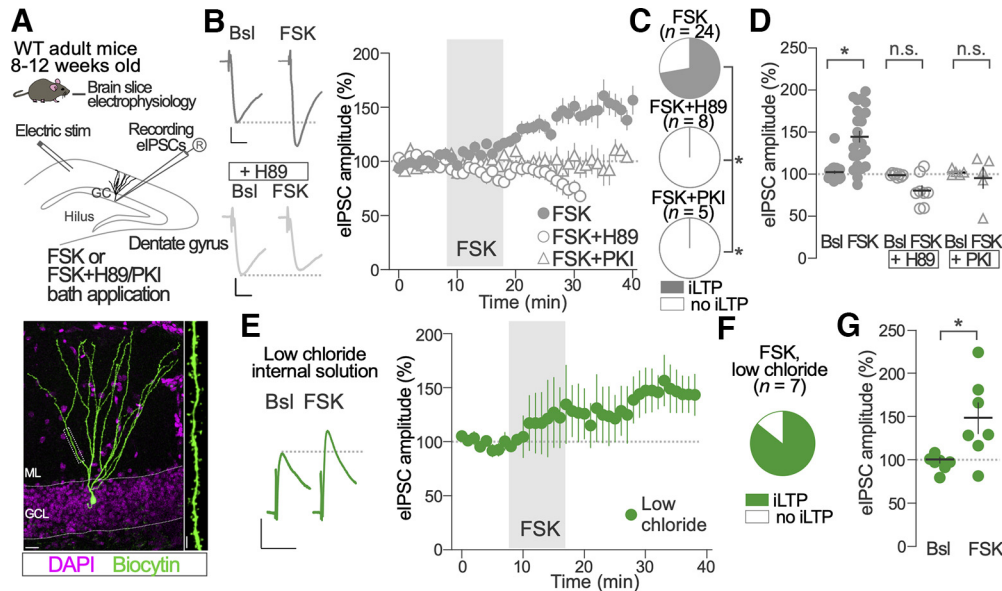 A
WT adult mice
8-12 weeks old
Brain slice
electrophysiology
Electric stim
Recording
eIPSCs
R
GC
Hilus
Dentate gyrus
FSK or
FSK+H89/PKI
bath application
ML
GCL
DAPI Biocytin
B
Bsl FSK
+ H89
Bsl FSK
eIPSC amplitude (%)
200
150
100
50
0
FSK
FSK
FSK+H89
FSK+PKI
0 10 20 30 40
Time (min)
C
FSK
(n = 24)
FSK+H89
(n = 8)
*
FSK+PKI
(n = 5)
*
iLTP
no iLTP
D
eIPSC amplitude (%)
250
200
150
100
50
0
* n.s. n.s.
Bsl FSK Bsl FSK Bsl FSK
+ H89 + PKI
E
Low chloride
internal solution
Bsl FSK
eIPSC amplitude (%)
200
150
100
50
0
FSK
Low
chloride
0 10 20 30 40
Time (min)
F
FSK,
low chloride
(n = 7)
iLTP
no iLTP
G
eIPSC amplitude (%)
250
200
150
100
50
0
*
Bsl FSK